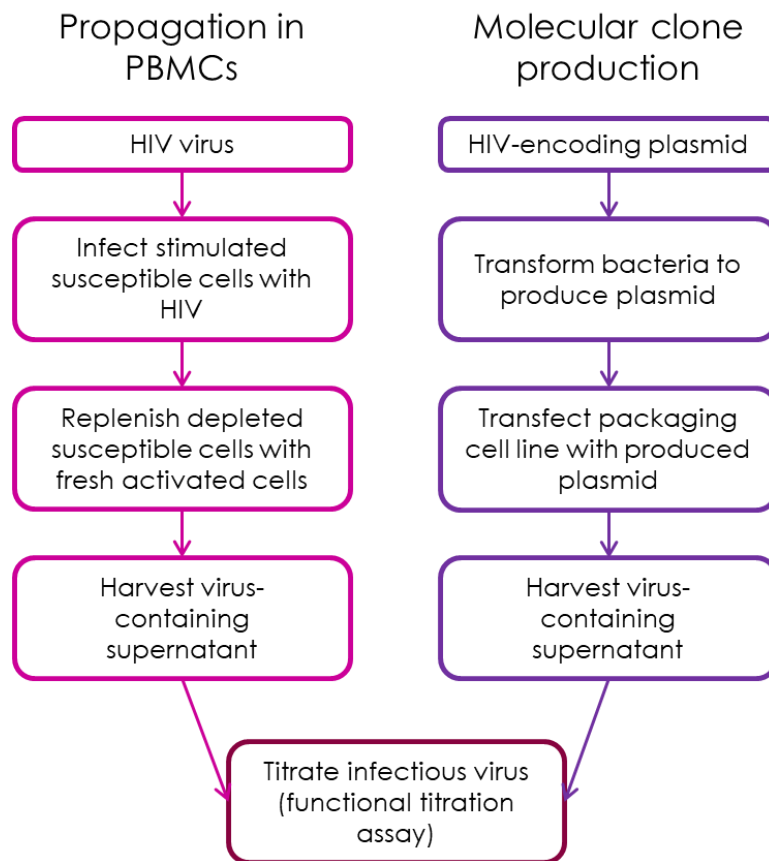 Propagation in
PBMCs
HIV virus
Infect stimulated
susceptible cells with
HIV
Replenish depleted
susceptible cells with
fresh activated cells
Harvest virus-
containing
supernatant
Molecular clone
production
HIV-encoding plasmid
Transform bacteria to
produce plasmid
Transfect packaging
cell line with produced
plasmid
Harvest virus-
containing
supernatant
Titrate infectious virus
(functional titration
assay)